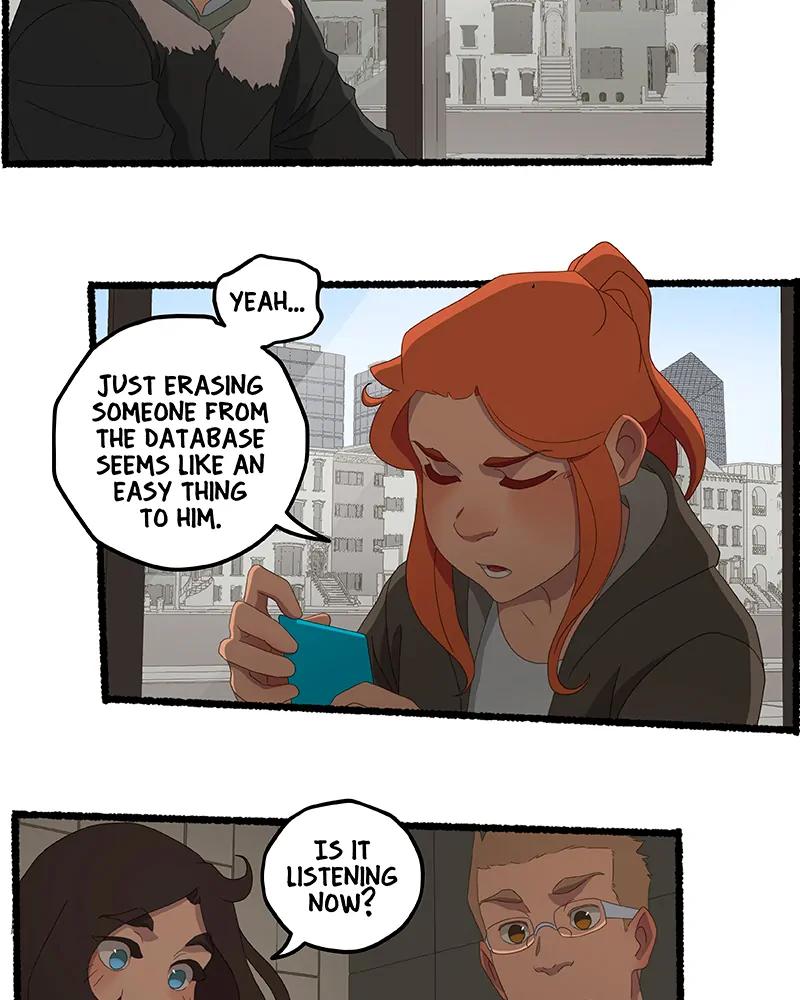 YEAH...
JUST ERASING
SOMEONE FROM
THE DATABASE
SEEMS LIKE AN
EASY THING
TO HIM.
IS IT
LISTENING
NOW?